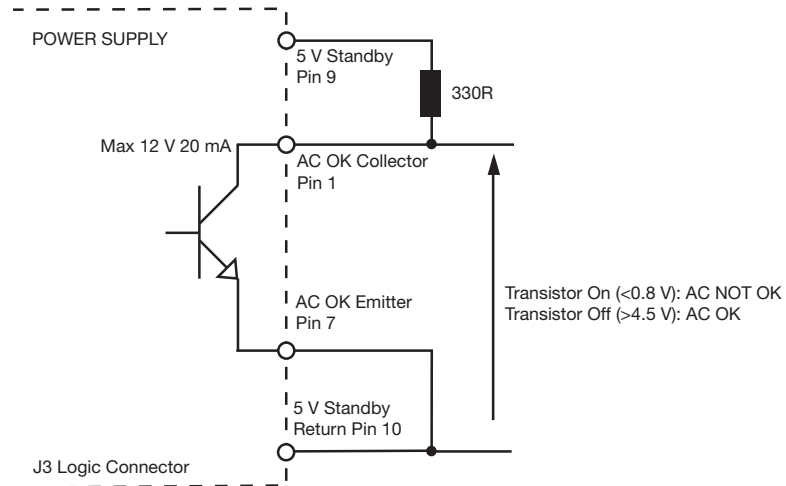 POWER SUPPLY
5 V Standby
Pin 9
330R
Max 12 V 20 mA
AC OK Collector
Pin 1
AC OK Emitter
Pin 7
Transistor On (<0.8 V): AC NOT OK
Transistor Off (>4.5 V): AC OK
5 V Standby
Return Pin 10
J3 Logic Connector